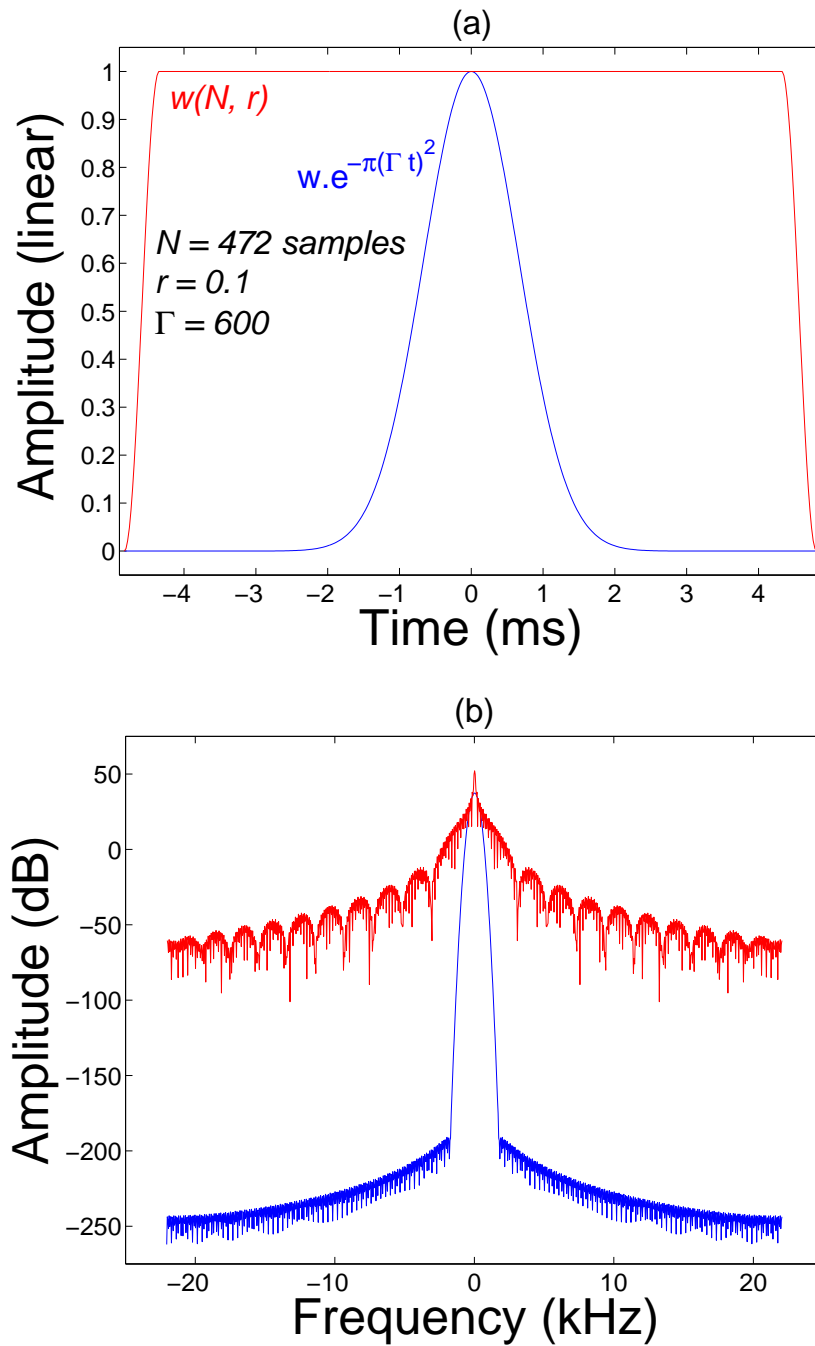 (a)
1
0.9
0.8
0.7
0.6
0.5
0.4
0.3
0.2
0.1
0
Amplitude (linear)
w(N, r)
w.e^{−π(Γ t)^2}
N = 472 samples
r = 0.1
Γ = 600
−4 −3 −2 −1 0 1 2 3 4
Time (ms)
(b)
50
0
−50
−100
−150
−200
−250
Amplitude (dB)
−20 −10 0 10 20
Frequency (kHz)